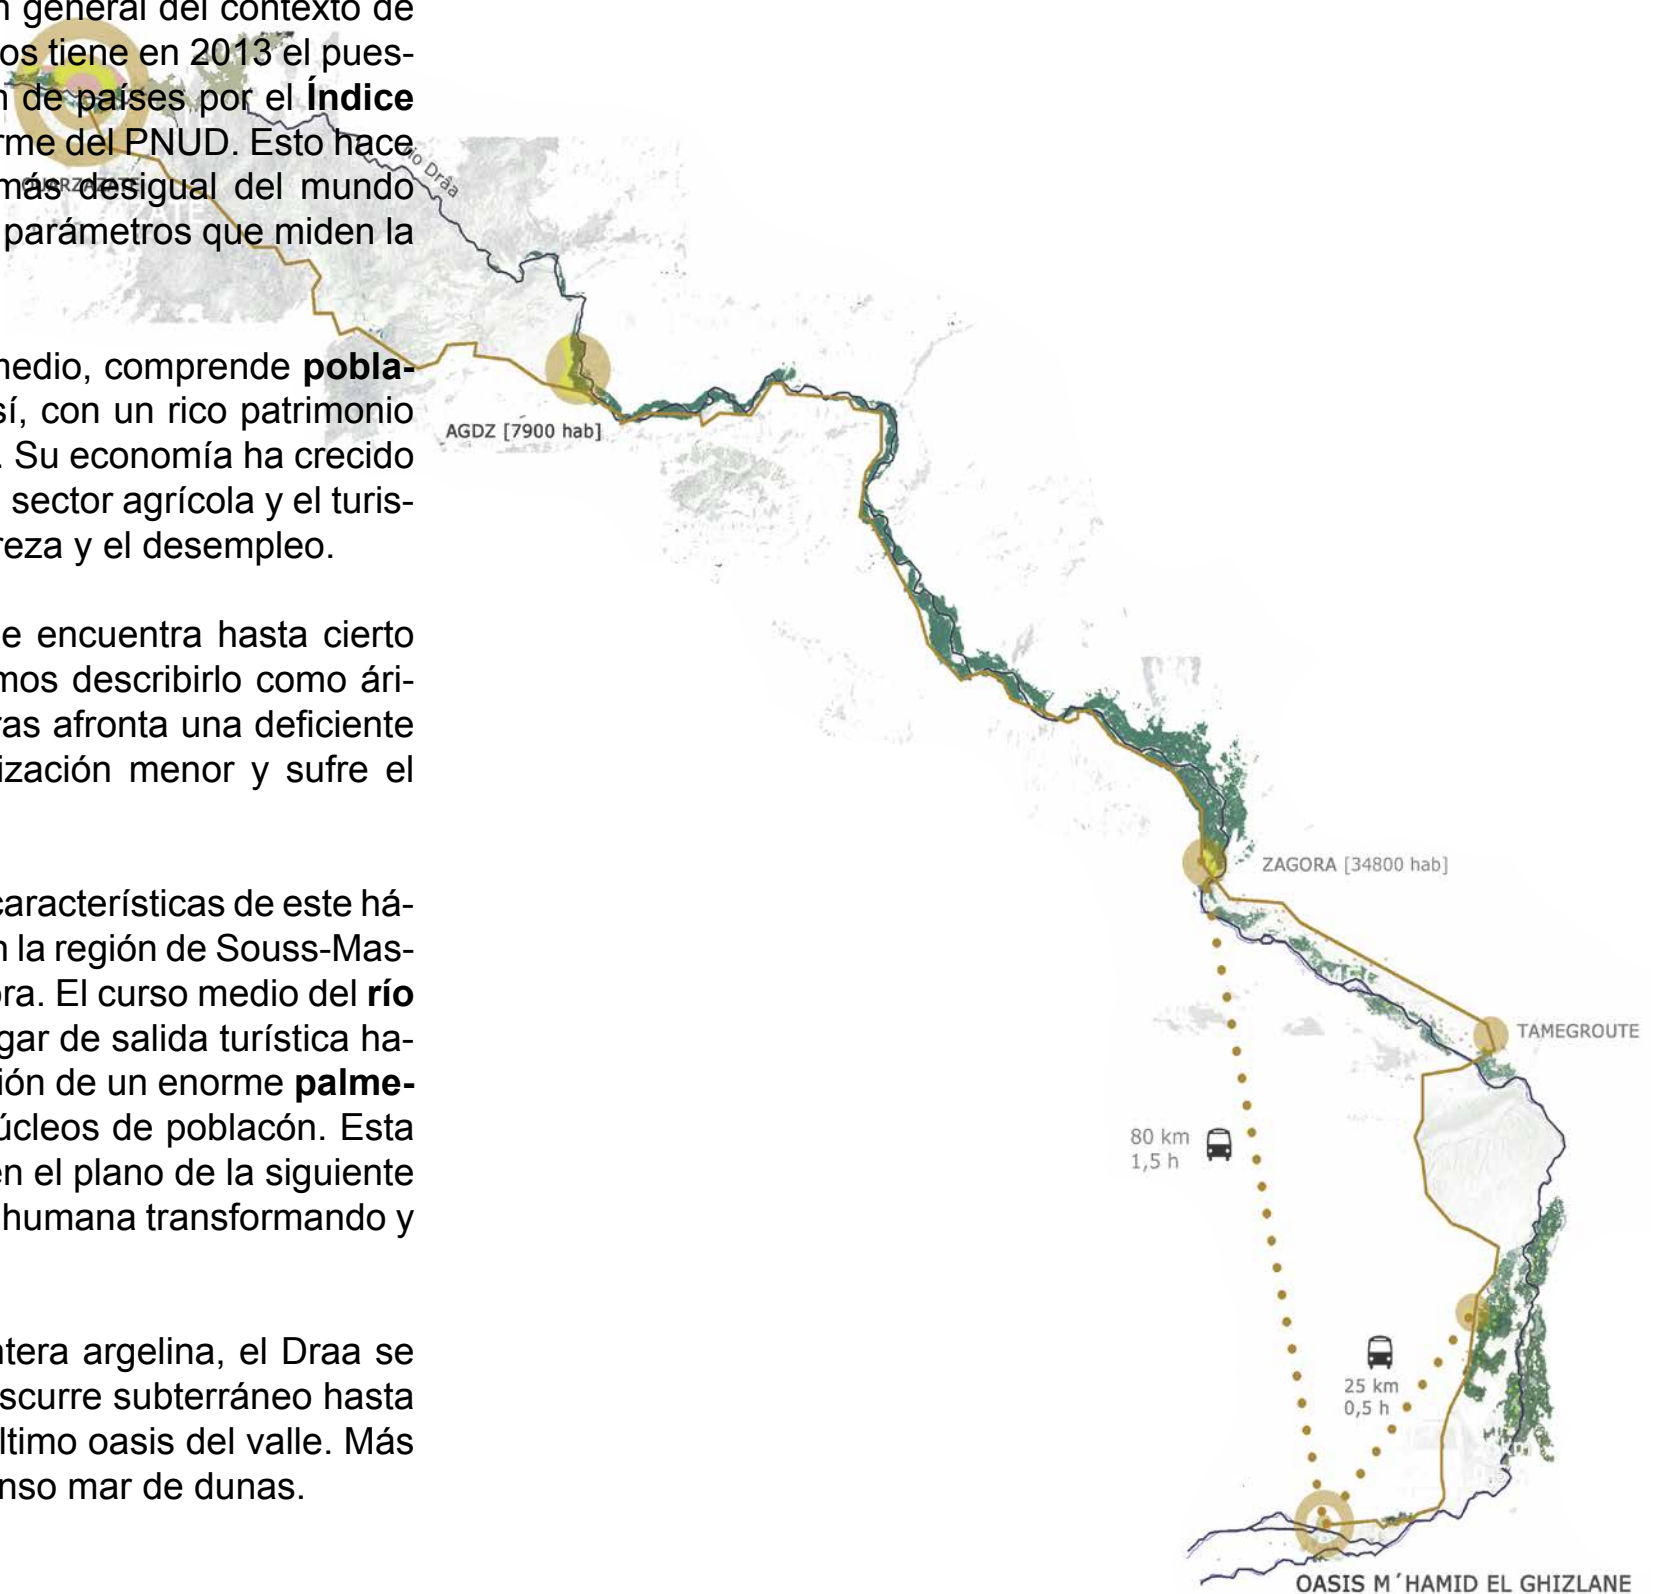 n general del contexto de
os tiene en 2013 el pues-
n de países por el Índice
rme del PNUD. Esto hace
más desigual del mundo
parámetros que miden la
medio, comprende pobla-
sí, con un rico patrimonio
. Su economía ha crecido
sector agrícola y el turis-
reza y el desempleo.
e encuentra hasta cierto
mos describirlo como ári-
ras afronta una deficiente
ización menor y sufre el
características de este há-
n la región de Souss-Mas-
ora. El curso medio del río
gar de salida turística ha-
ión de un enorme palme-
úcleos de poblacón. Esta
en el plano de la siguiente
humana transformando y
ntera argelina, el Draa se
scurre subterráneo hasta
ltimo oasis del valle. Más
nso mar de dunas.
OUARZAZATE
río Drâa
AGDZ [7900 hab]
ZAGORA [34800 hab]
TAMEGROUTE
80 km
1,5 h
25 km
0,5 h
OASIS M´HAMID EL GHIZLANE